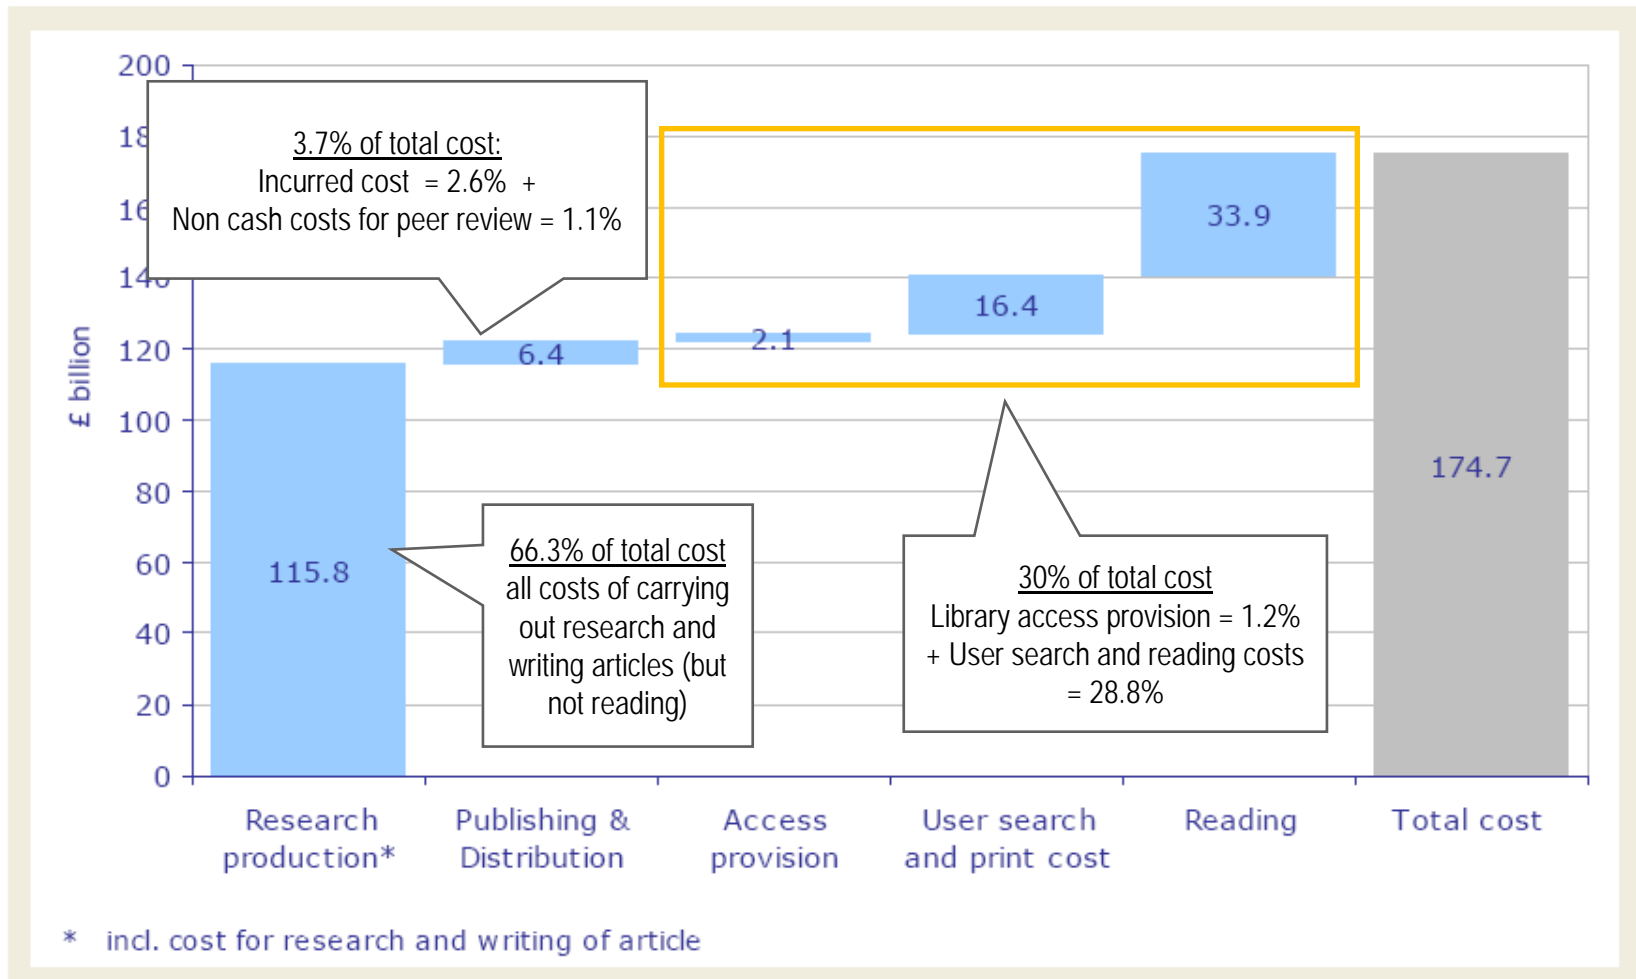 200
18
16
14
120
100
80
60
40
20
0
£ billion
3.7% of total cost:
Incurred cost = 2.6% +
Non cash costs for peer review = 1.1%
115.8
6.4
2.1
16.4
33.9
174.7
66.3% of total cost
all costs of carrying
out research and
writing articles (but
not reading)
30% of total cost
Library access provision = 1.2%
+ User search and reading costs
= 28.8%
Research
production*
Publishing &
Distribution
Access
provision
User search
and print cost
Reading
Total cost
* incl. cost for research and writing of article